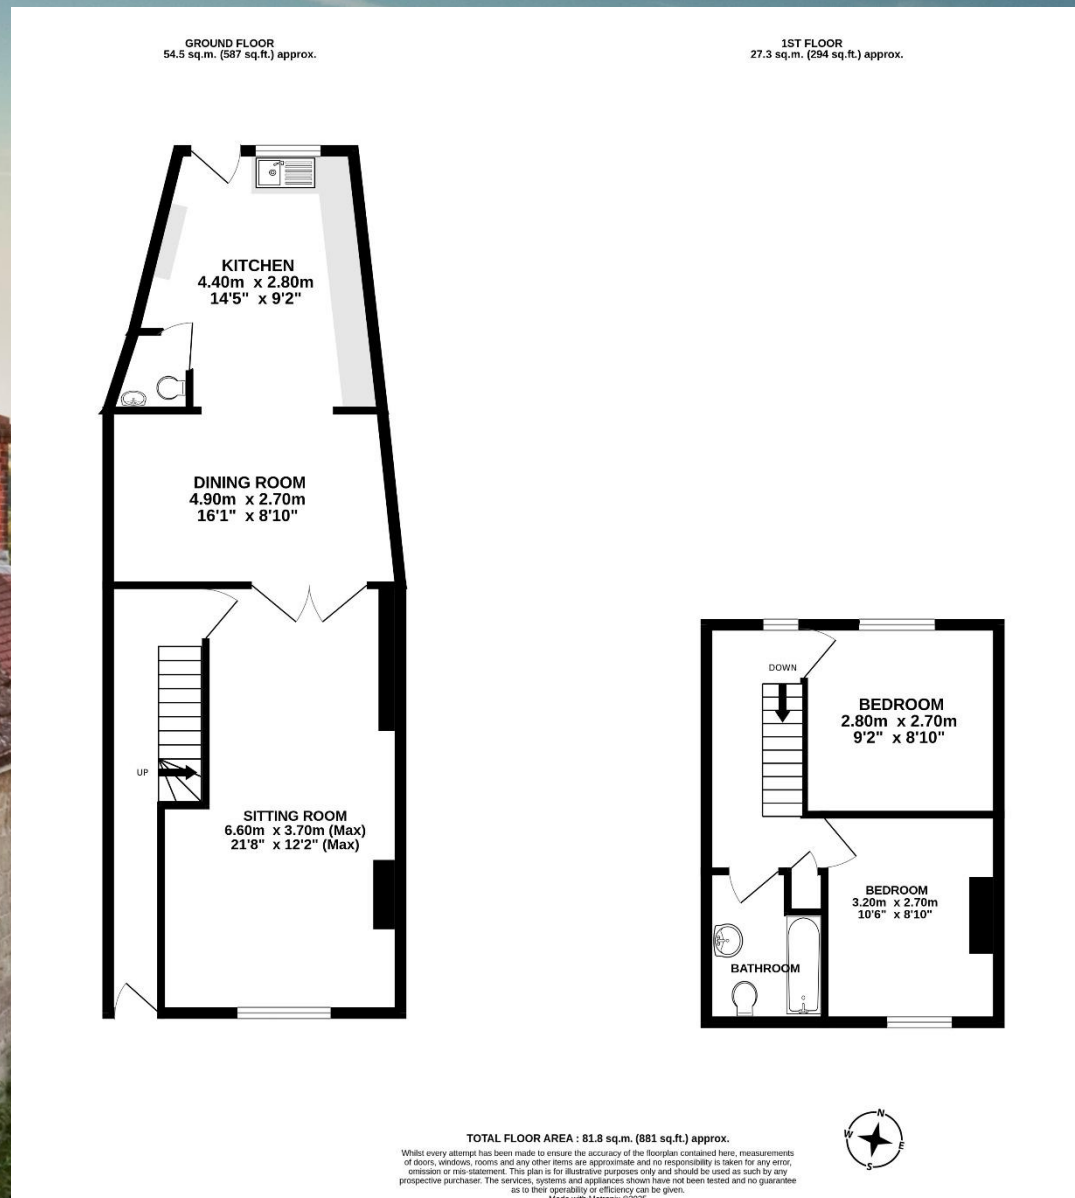 GROUND FLOOR
54.5 sq.m. (587 sq.ft.) approx.
1ST FLOOR
27.3 sq.m. (294 sq.ft.) approx.
KITCHEN
4.40m x 2.80m
14'5" x 9'2"
DINING ROOM
4.90m x 2.70m
16'1" x 8'10"
UP
SITTING ROOM
6.60m x 3.70m (Max)
21'8" x 12'2" (Max)
DOWN
BEDROOM
2.80m x 2.70m
9'2" x 8'10"
BEDROOM
3.20m x 2.70m
10'6" x 8'10"
BATHROOM
N
W
E
S
TOTAL FLOOR AREA : 81.8 sq.m. (881 sq.ft.) approx.
Whilst every attempt has been made to ensure the accuracy of the floorplan contained here, measurements
of doors, windows, rooms and any other items are approximate and no responsibility is taken for any error,
omission or mis-statement. This plan is for illustrative purposes only and should be used as such by any
prospective purchaser. The services, systems and appliances shown have not been tested and no guarantee
as to their operability or efficiency can be given.
Made with Metropix ©2025